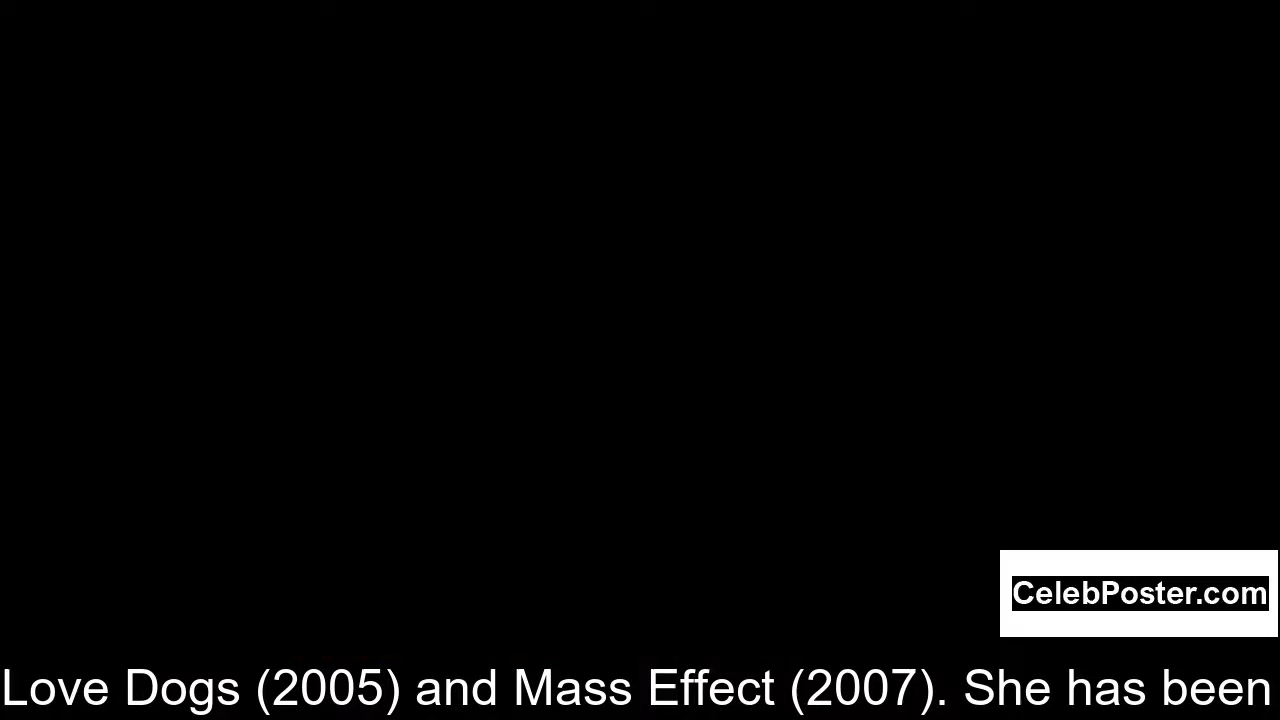 CelebPoster.com
Love Dogs (2005) and Mass Effect (2007). She has been